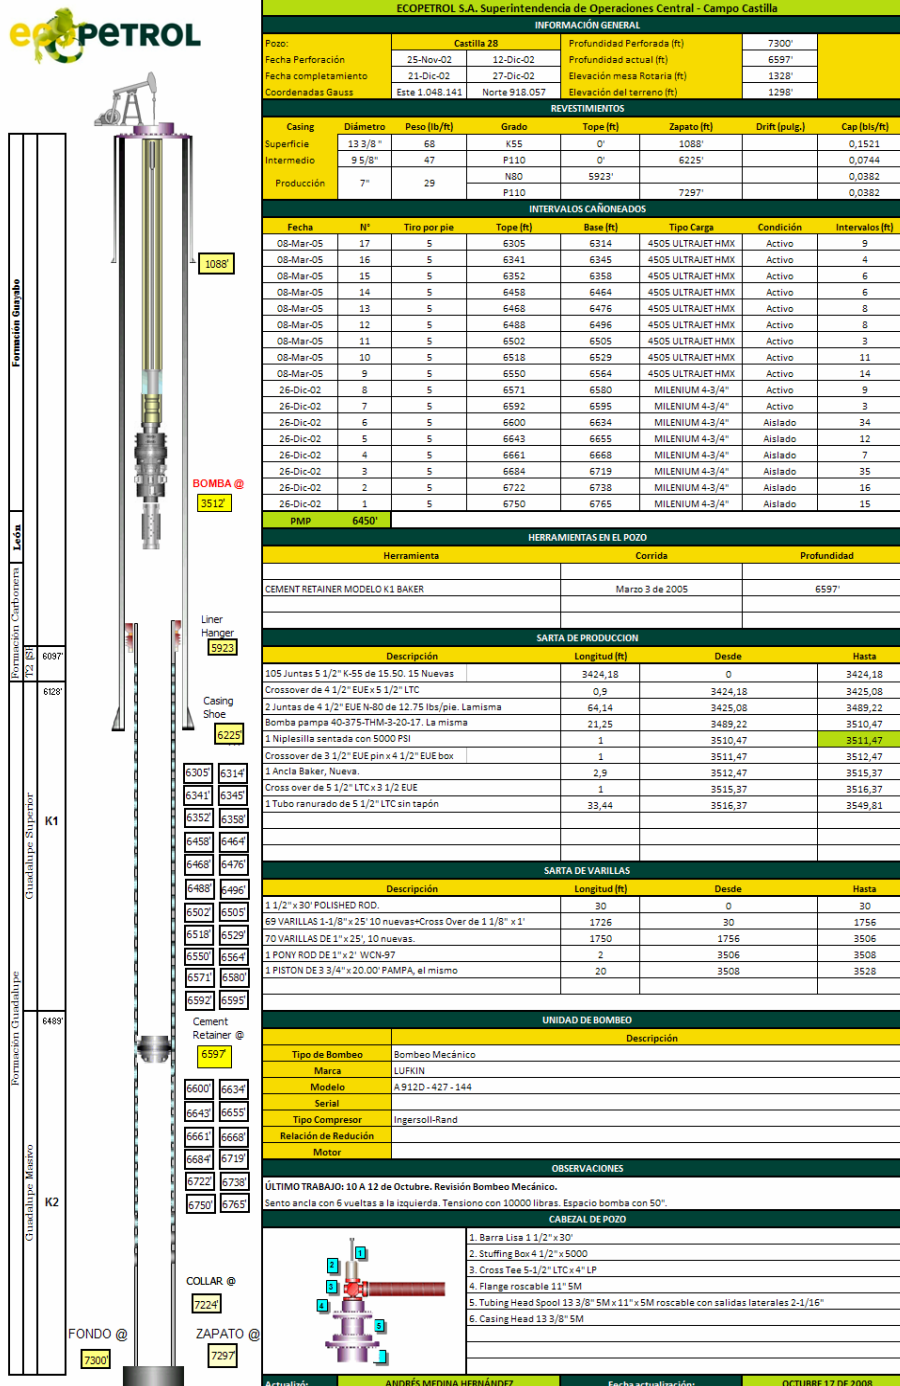 ecopetrol
ECOPETROL S.A. Superintendencia de Operaciones Central - Campo Castilla
INFORMACIÓN GENERAL
Pozo: Castilla 28 Profundidad Perforada (ft) 7300'
Fecha Perforación 25-Nov-02 12-Dic-02 Profundidad actual (ft) 6597'
Fecha completamiento 21-Dic-02 27-Dic-02 Elevación mesa Rotaria (ft) 1328'
Coordenadas Gauss Este 1.048.141 Norte 918.057 Elevación del terreno (ft) 1298'
REVESTIMIENTOS
Casing Diámetro Peso (lb/ft) Grado Tope (ft) Zapato (ft) Drift (pulg.) Cap (bls/ft)
Superficie 13 3/8 " 68 K55 0' 1088' 0,1521
Intermedio 9 5/8" 47 P110 0' 6225' 0,0744
Producción 7" 29 N80 5923' 0,0382
P110 7297' 0,0382
INTERVALOS CAÑONEADOS
Fecha N° Tiro por pie Tope (ft) Base (ft) Tipo Carga Condición Intervalos (ft)
08-Mar-05 17 5 6305 6314 4505 ULTRAJET HMX Activo 9
08-Mar-05 16 5 6341 6345 4505 ULTRAJET HMX Activo 4
08-Mar-05 15 5 6352 6358 4505 ULTRAJET HMX Activo 6
08-Mar-05 14 5 6458 6464 4505 ULTRAJET HMX Activo 6
08-Mar-05 13 5 6468 6476 4505 ULTRAJET HMX Activo 8
08-Mar-05 12 5 6488 6496 4505 ULTRAJET HMX Activo 8
08-Mar-05 11 5 6502 6505 4505 ULTRAJET HMX Activo 3
08-Mar-05 10 5 6518 6529 4505 ULTRAJET HMX Activo 11
08-Mar-05 9 5 6550 6564 4505 ULTRAJET HMX Activo 14
26-Dic-02 8 5 6571 6580 MILENIUM 4-3/4" Activo 9
26-Dic-02 7 5 6592 6595 MILENIUM 4-3/4" Activo 3
26-Dic-02 6 5 6600 6634 MILENIUM 4-3/4" Aislado 34
26-Dic-02 5 5 6643 6655 MILENIUM 4-3/4" Aislado 12
26-Dic-02 4 5 6661 6668 MILENIUM 4-3/4" Aislado 7
26-Dic-02 3 5 6684 6719 MILENIUM 4-3/4" Aislado 35
26-Dic-02 2 5 6722 6738 MILENIUM 4-3/4" Aislado 16
26-Dic-02 1 5 6750 6765 MILENIUM 4-3/4" Aislado 15
PMP 6450'
HERRAMIENTAS EN EL POZO
Herramienta Corrida Profundidad
CEMENT RETAINER MODELO K1 BAKER Marzo 3 de 2005 6597'
SARTA DE PRODUCCION
Descripción Longitud (ft) Desde Hasta
105 Juntas 5 1/2" K-55 de 15.50. 15 Nuevas 3424,18 0 3424,18
Crossover de 4 1/2" EUE x 5 1/2" LTC 0,9 3424,18 3425,08
2 Juntas de 4 1/2" EUE N-80 de 12.75 lbs/pie. La misma 64,14 3425,08 3489,22
Bomba pampa 40-375-THM-3-20-17. La misma 21,25 3489,22 3510,47
1 Niplesilla sentada con 5000 PSI 1 3510,47 3511,47
Crossover de 3 1/2" EUE pin x 4 1/2" EUE box 1 3511,47 3512,47
1 Ancla Baker, Nueva. 2,9 3512,47 3515,37
Cross over de 5 1/2" LTC x 3 1/2 EUE 1 3515,37 3516,37
1 Tubo ranurado de 5 1/2" LTC sin tapón 33,44 3516,37 3549,81
SARTA DE VARILLAS
Descripción Longitud (ft) Desde Hasta
1 1/2" x 30' POLISHED ROD. 30 0 30
69 VARILLAS 1-1/8" x 25' 10 nuevas+Cross Over de 1 1/8" x 1' 1726 30 1756
70 VARILLAS DE 1" x 25', 10 nuevas. 1750 1756 3506
1 PONY ROD DE 1" x 2' WCN-97 2 3506 3508
1 PISTON DE 3 3/4" x 20.00' PAMPA, el mismo 20 3508 3528
UNIDAD DE BOMBEO
Descripción
Tipo de Bombeo Bombeo Mecánico
Marca LUFKIN
Modelo A 912D - 427 - 144
Serial
Tipo Compresor Ingersoll-Rand
Relación de Redución
Motor
OBSERVACIONES
ÚLTIMO TRABAJO: 10 A 12 de Octubre. Revisión Bombeo Mecánico.
Sento ancla con 6 vueltas a la izquierda. Tensiono con 10000 libras. Espacio bomba con 50".
CABEZAL DE POZO
1. Barra Lisa 1 1/2" x 30'
2. Stuffing Box 4 1/2" x 5000
3. Cross Tee 5-1/2" LTC x 4" LP
4. Flange roscable 11" 5M
5. Tubing Head Spool 13 3/8" 5M x 11" x 5M roscable con salidas laterales 2-1/16"
6. Casing Head 13 3/8" 5M
1
2
3
4
5
Actualizó: ANDRÉS MEDINA HERNÁNDEZ Fecha actualización: OCTUBRE 17 DE 2008
Formación Guayabo
León
Formación Carbonera
T2
6097'
6128'
Guadalupe Superior
K1
Formación Guadalupe
6489'
Guadalupe Masivo
K2
1088'
BOMBA @
3512'
Liner
Hanger
5923
Casing
Shoe
6225'
6305' 6314'
6341' 6345'
6352' 6358'
6458' 6464'
6468' 6476'
6488' 6496'
6502' 6505'
6518' 6529'
6550' 6564'
6571' 6580'
6592' 6595'
Cement
Retainer @
6597'
6600' 6634'
6643' 6655'
6661' 6668'
6684' 6719'
6722' 6738'
6750' 6765'
COLLAR @
7224'
FONDO @
7300'
ZAPATO @
7297'